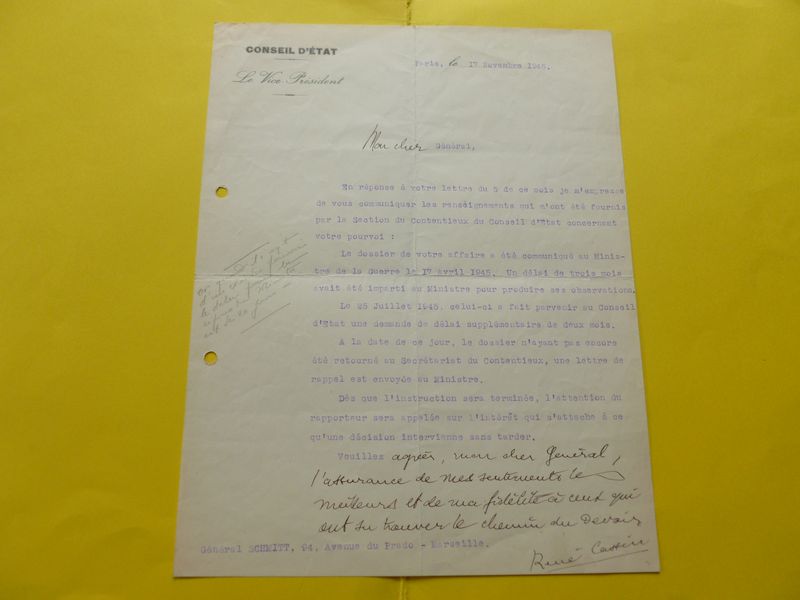 CONSEIL D'ÉTAT
Le Vice-Président
Paris, le 17 Novembre 1945.
Mon cher Général,
En réponse à votre lettre du 5 de ce mois je m'empresse
de vous communiquer les renseignements qui m'ont été fournis
par la Section du Contentieux du Conseil d'Etat concernant
votre pourvoi :
Le dossier de votre affaire a été communiqué au Minis-
tre de la Guerre le 17 avril 1945. Un délai de trois mois
avait été imparti au Ministre pour produire ses observations.
Le 25 Juillet 1945, celui-ci a fait parvenir au Conseil
d'Etat une demande de délai supplémentaire de deux mois.
A la date de ce jour, le dossier n'ayant pas encore
été retourné au Secrétariat du Contentieux, une lettre de
rappel est envoyée au Ministre.
Dès que l'instruction sera terminée, l'attention du
rapporteur sera appelée sur l'intérêt qui s'attache à ce
qu'une décision intervienne sans tarder.
Veuillez agréer, mon cher Général,
l'assurance de mes sentiments les
meilleurs et de ma fidélité à ceux qui
ont su trouver le chemin du Devoir
René Cassin
Général SCHMITT, 94, Avenue du Prado - Marseille.